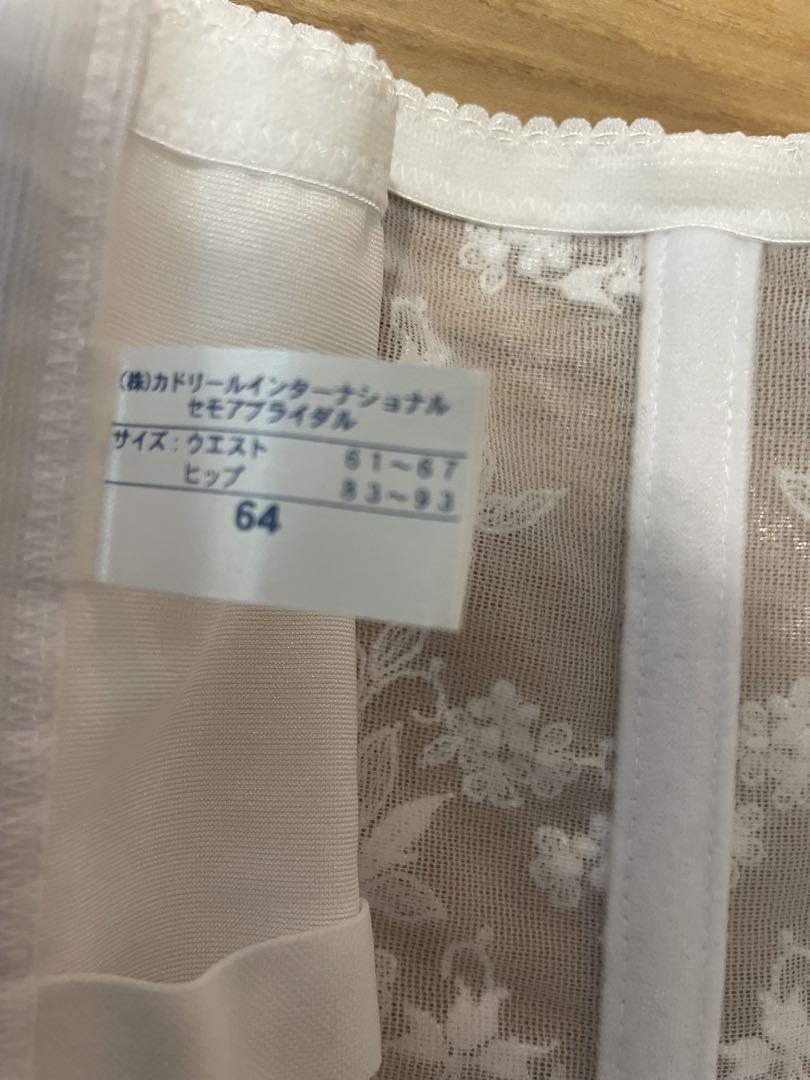 (株)カドリールインターナショナル
セモアブライダル
サイズ：ウエスト 61〜67
ヒップ 83〜93
64